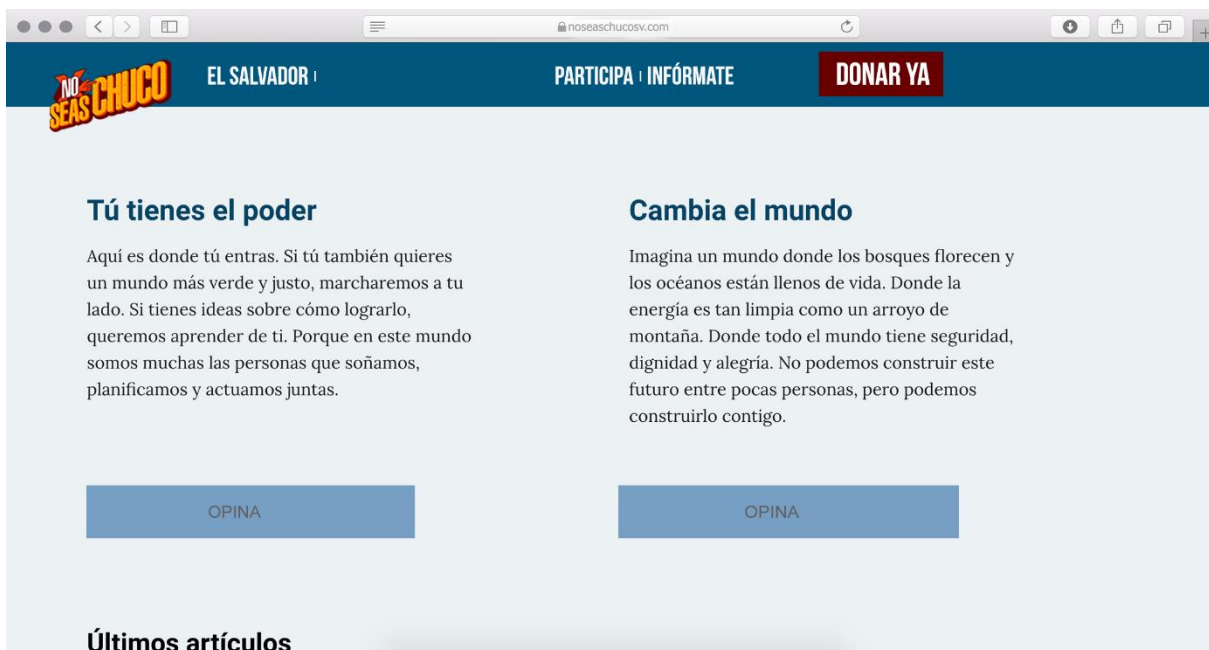 noseaschucosv.com
NO SEAS CHUCO
EL SALVADOR
PARTICIPA
INFÓRMATE
DONAR YA
Tú tienes el poder
Aquí es donde tú entras. Si tú también quieres
un mundo más verde y justo, marcharemos a tu
lado. Si tienes ideas sobre cómo lograrlo,
queremos aprender de ti. Porque en este mundo
somos muchas las personas que soñamos,
planificamos y actuamos juntas.
OPINA
Cambia el mundo
Imagina un mundo donde los bosques florecen y
los océanos están llenos de vida. Donde la
energía es tan limpia como un arroyo de
montaña. Donde todo el mundo tiene seguridad,
dignidad y alegría. No podemos construir este
futuro entre pocas personas, pero podemos
construirlo contigo.
OPINA
Últimos artículos